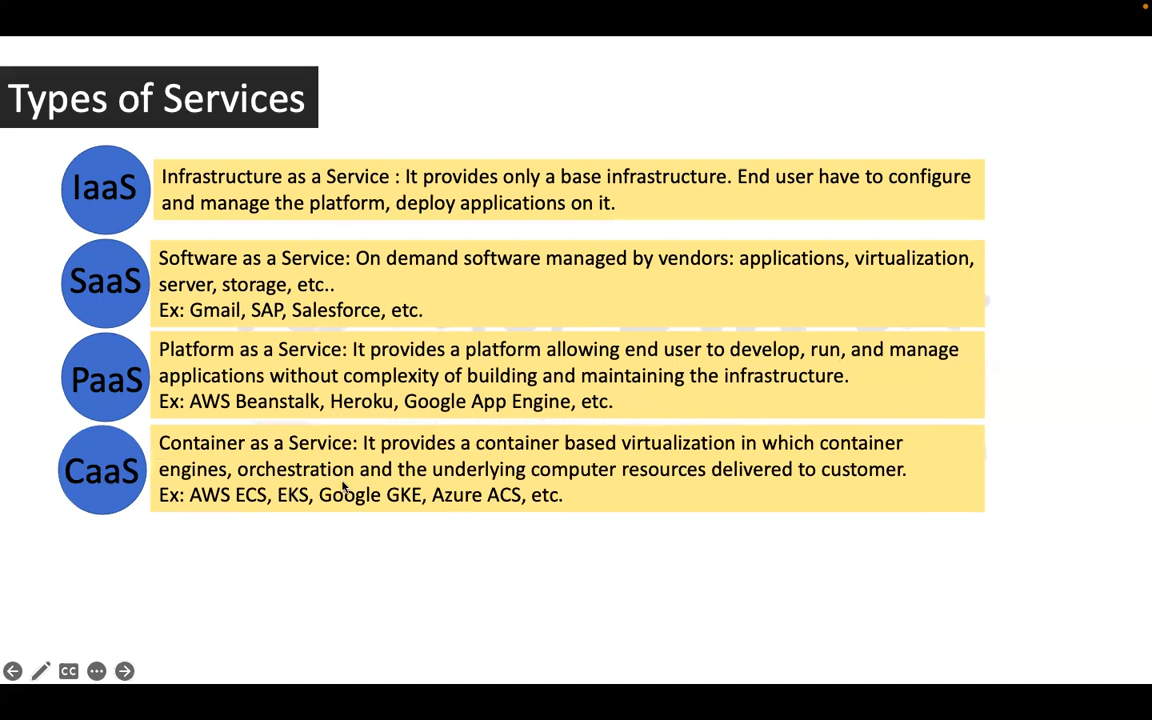 Types of Services
IaaS
Infrastructure as a Service : It provides only a base infrastructure. End user have to configure
and manage the platform, deploy applications on it.
SaaS
Software as a Service: On demand software managed by vendors: applications, virtualization,
server, storage, etc..
Ex: Gmail, SAP, Salesforce, etc.
PaaS
Platform as a Service: It provides a platform allowing end user to develop, run, and manage
applications without complexity of building and maintaining the infrastructure.
Ex: AWS Beanstalk, Heroku, Google App Engine, etc.
CaaS
Container as a Service: It provides a container based virtualization in which container
engines, orchestration and the underlying computer resources delivered to customer.
Ex: AWS ECS, EKS, Google GKE, Azure ACS, etc.
CC